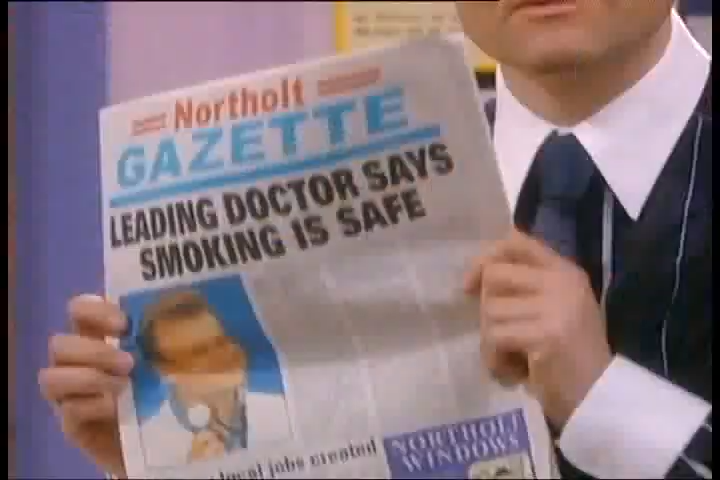 Northolt
GAZETTE
LEADING DOCTOR SAYS
SMOKING IS SAFE
local jobs created
NORTHOLT
WINDOWS